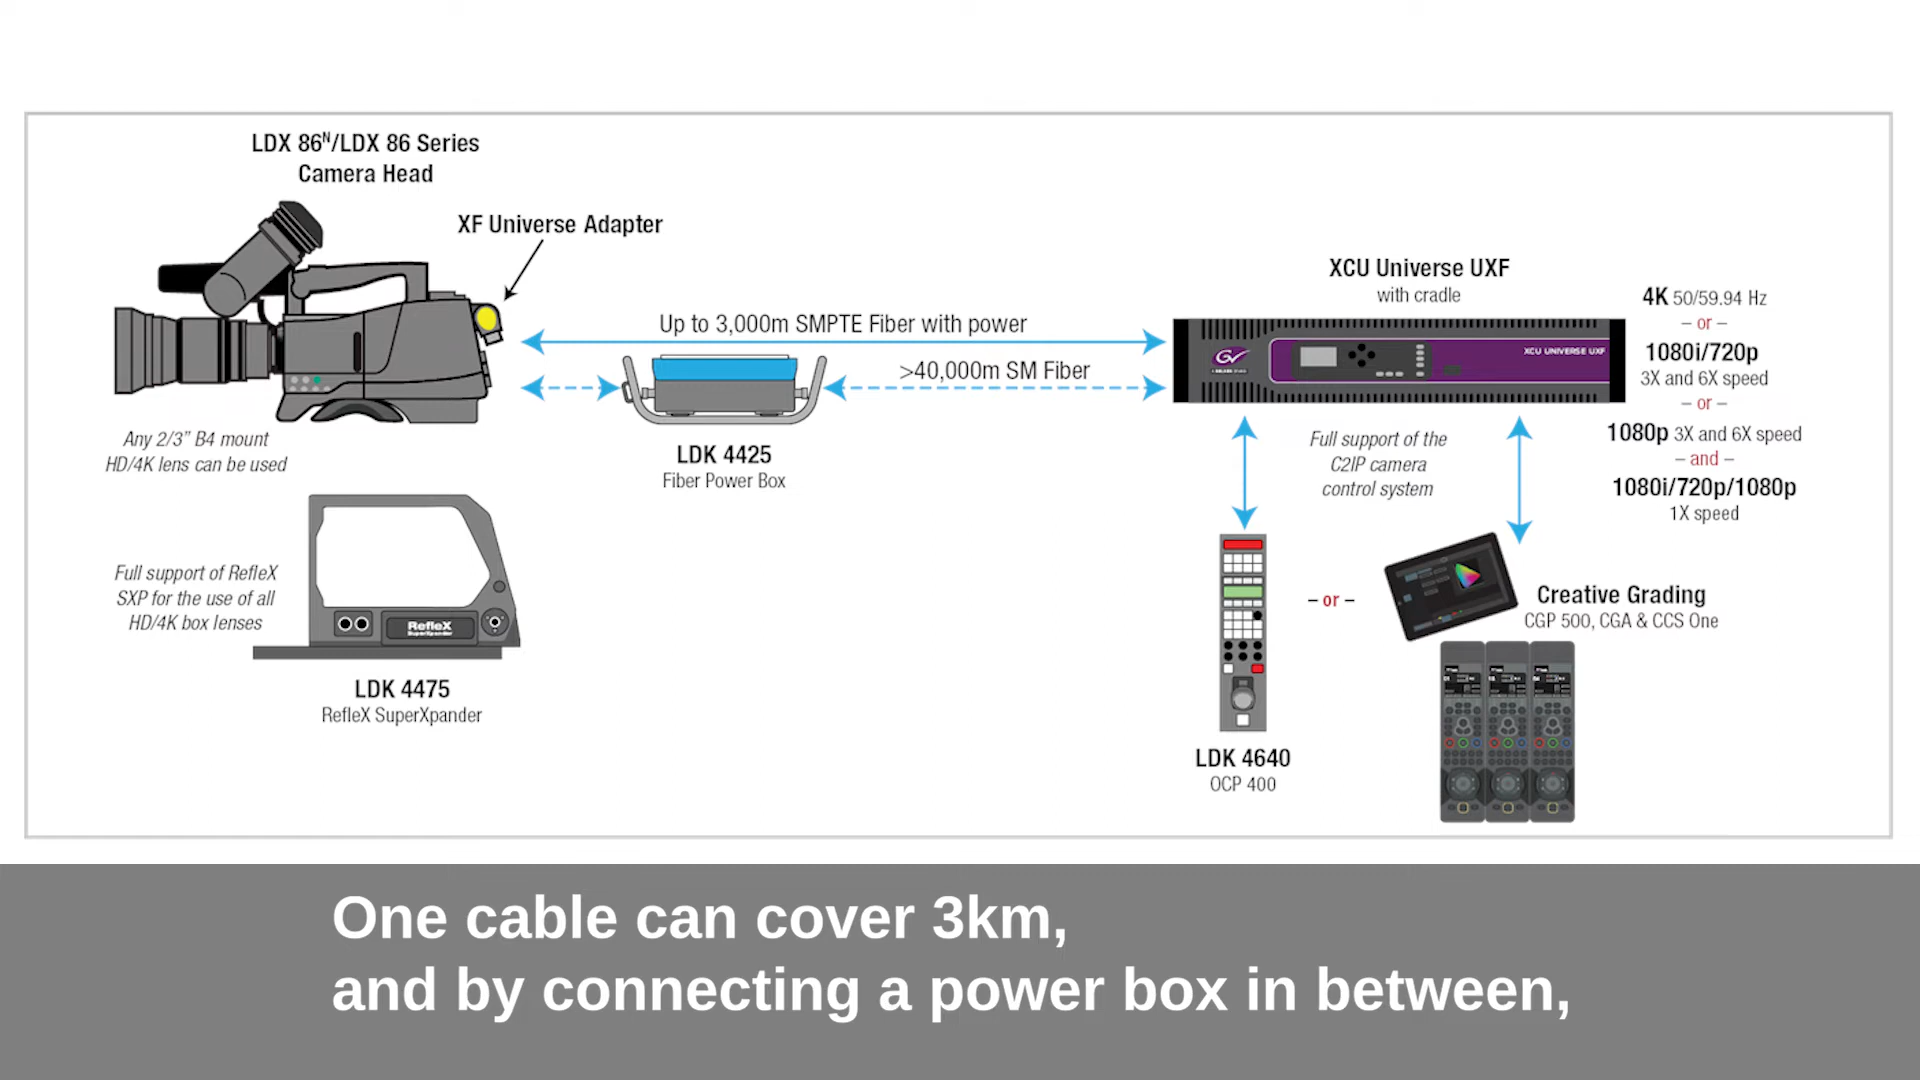 LDX 86ᴺ/LDX 86 Series
Camera Head
XF Universe Adapter
Up to 3,000m SMPTE Fiber with power
>40,000m SM Fiber
LDK 4425
Fiber Power Box
Any 2/3” B4 mount
HD/4K lens can be used
Full support of RefleX
SXP for the use of all
HD/4K box lenses
RefleX
SuperXpander
LDK 4475
RefleX SuperXpander
XCU Universe UXF
with cradle
XCU UNIVERSE UXF
4K 50/59.94 Hz
– or –
1080i/720p
3X and 6X speed
– or –
1080p 3X and 6X speed
– and –
1080i/720p/1080p
1X speed
Full support of the
C2IP camera
control system
– or –
LDK 4640
OCP 400
Creative Grading
CGP 500, CGA & CCS One
One cable can cover 3km,
and by connecting a power box in between,